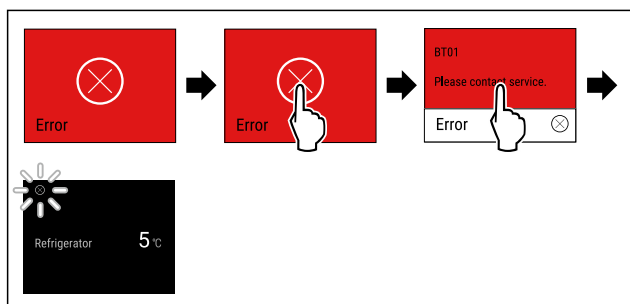 Error
Error
BT01
Please contact service.
Error
Refrigerator 5 °C